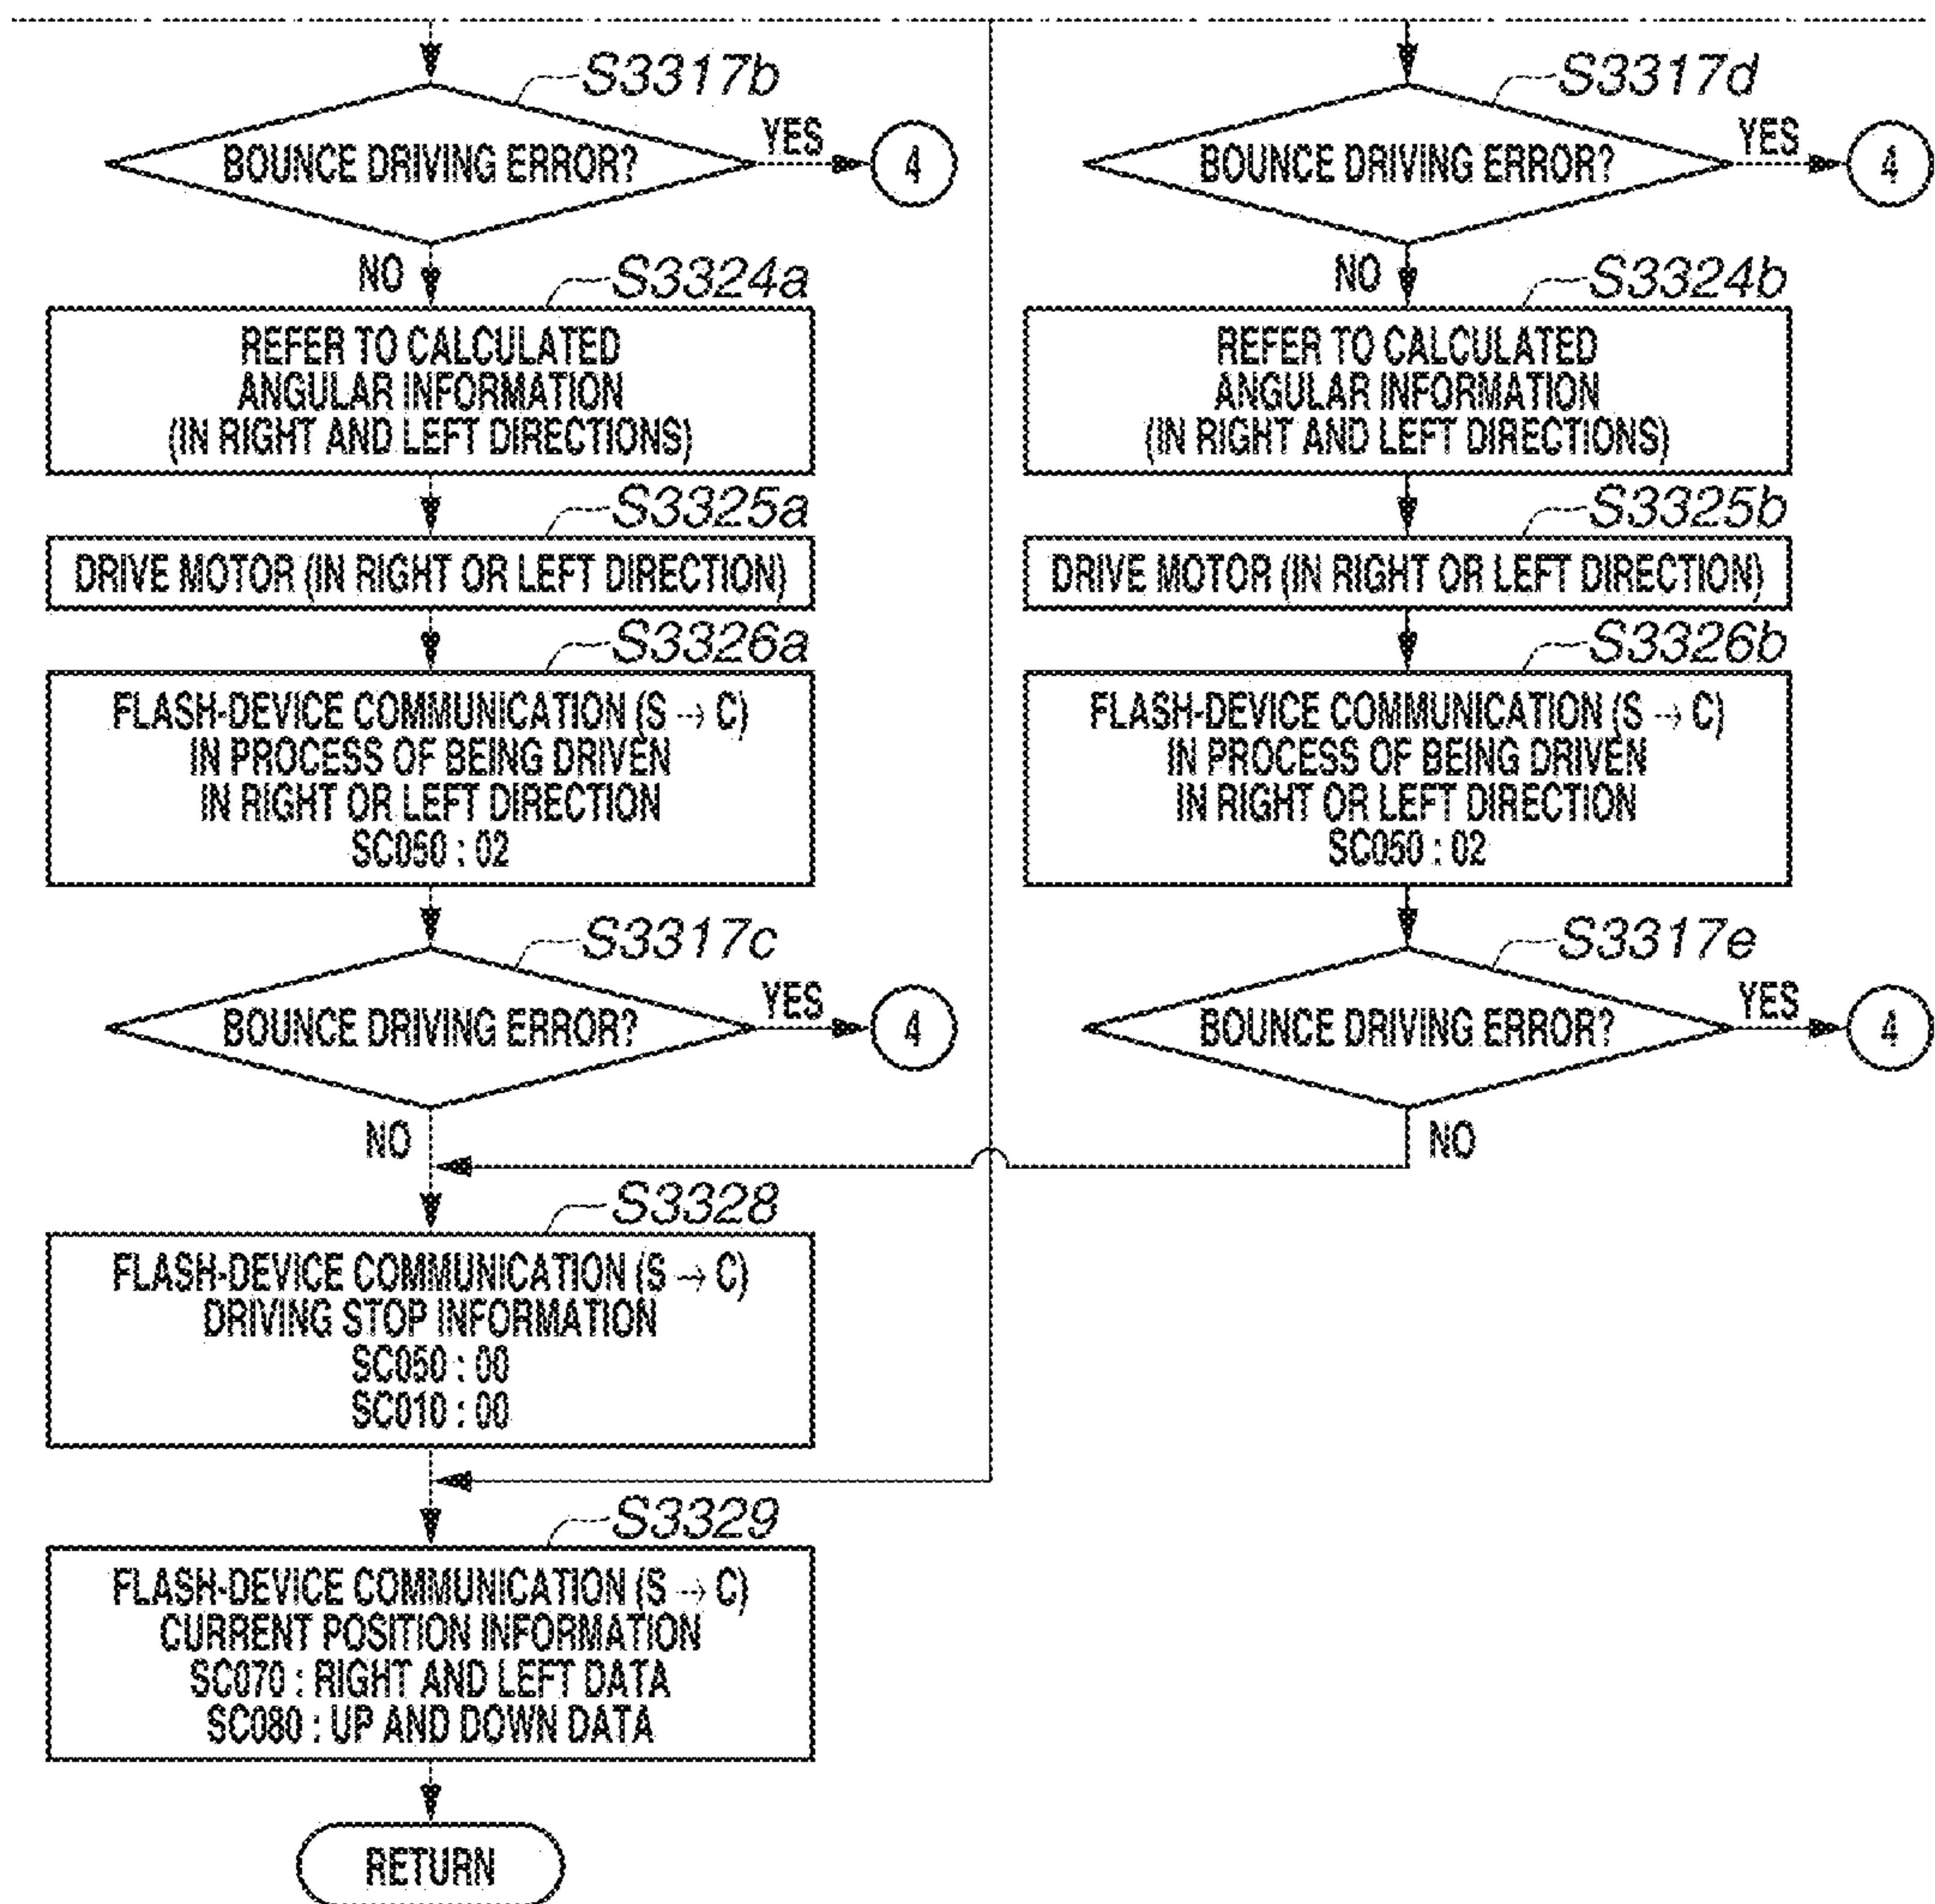 S3317b
BOUNCE DRIVING ERROR?
YES
4
NO
S3324a
REFER TO CALCULATED
ANGULAR INFORMATION
(IN RIGHT AND LEFT DIRECTIONS)
S3325a
DRIVE MOTOR (IN RIGHT OR LEFT DIRECTION)
S3326a
FLASH-DEVICE COMMUNICATION (S → C)
IN PROCESS OF BEING DRIVEN
IN RIGHT OR LEFT DIRECTION
SC050 : 02
S3317c
BOUNCE DRIVING ERROR?
YES
4
NO
S3328
FLASH-DEVICE COMMUNICATION (S → C)
DRIVING STOP INFORMATION
SC050 : 00
SC010 : 00
S3329
FLASH-DEVICE COMMUNICATION (S → C)
CURRENT POSITION INFORMATION
SC070 : RIGHT AND LEFT DATA
SC080 : UP AND DOWN DATA
RETURN
S3317d
BOUNCE DRIVING ERROR?
YES
4
NO
S3324b
REFER TO CALCULATED
ANGULAR INFORMATION
(IN RIGHT AND LEFT DIRECTIONS)
S3325b
DRIVE MOTOR (IN RIGHT OR LEFT DIRECTION)
S3326b
FLASH-DEVICE COMMUNICATION (S → C)
IN PROCESS OF BEING DRIVEN
IN RIGHT OR LEFT DIRECTION
SC050 : 02
S3317e
BOUNCE DRIVING ERROR?
YES
4
NO